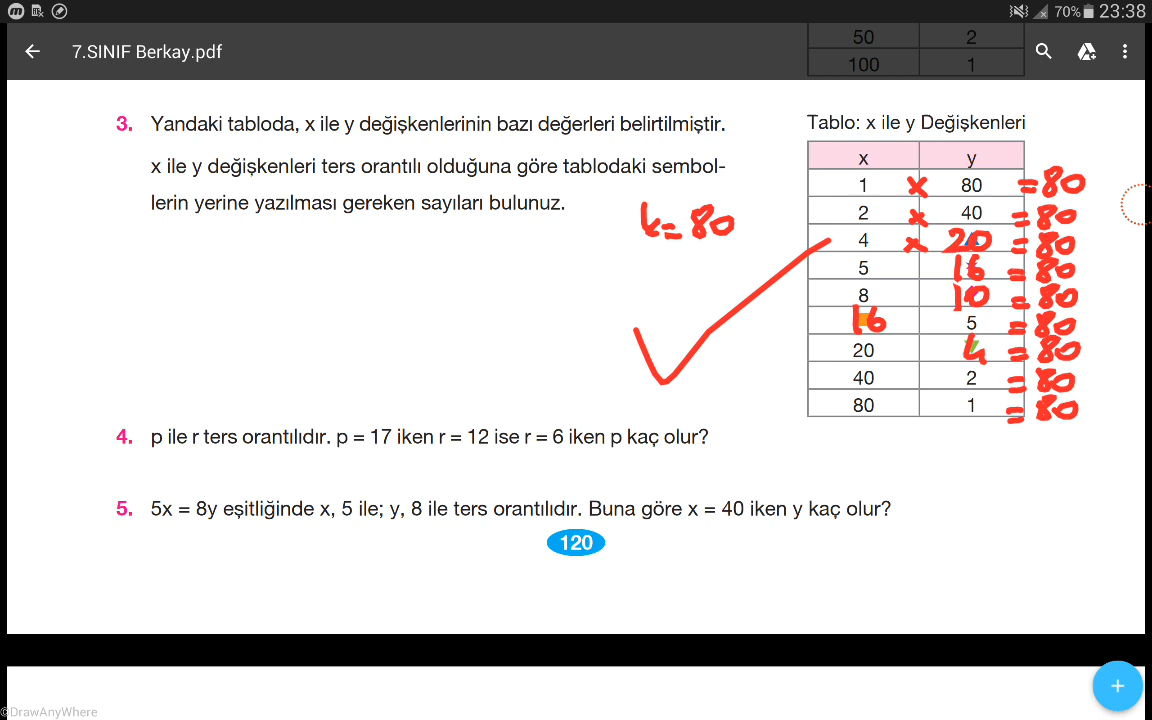 70% 23:38
7.SINIF Berkay.pdf
50 2
100 1
3. Yandaki tabloda, x ile y değişkenlerinin bazı değerleri belirtilmiştir.
x ile y değişkenleri ters orantılı olduğuna göre tablodaki sembol-
lerin yerine yazılması gereken sayıları bulunuz.
k=80
Tablo: x ile y Değişkenleri
x y
1 x 80 =80
2 x 40 =80
4 x 20 =80
5 16 =80
8 10 =80
16 5 =80
20 4 =80
40 2 =80
80 1 =80
4. p ile r ters orantılıdır. p = 17 iken r = 12 ise r = 6 iken p kaç olur?
5. 5x = 8y eşitliğinde x, 5 ile; y, 8 ile ters orantılıdır. Buna göre x = 40 iken y kaç olur?
120
©DrawAnyWhere